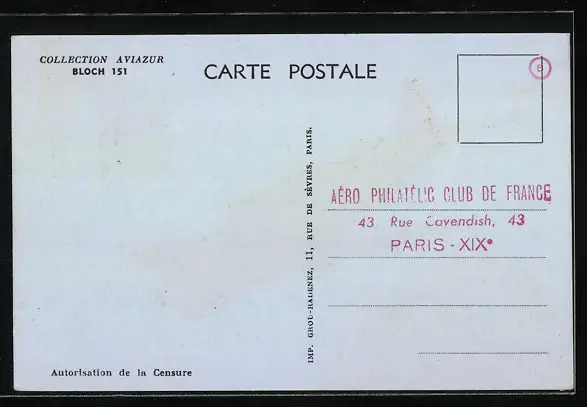 COLLECTION AVIAZUR
BLOCH 151
CARTE POSTALE
B
IMP. GROU-RADENEZ, 11, RUE DE SÈVRES, PARIS.
AÉRO PHILATÉLIC CLUB DE FRANCE
43, Rue Cavendish, 43
PARIS - XIXe
Autorisation de la Censure